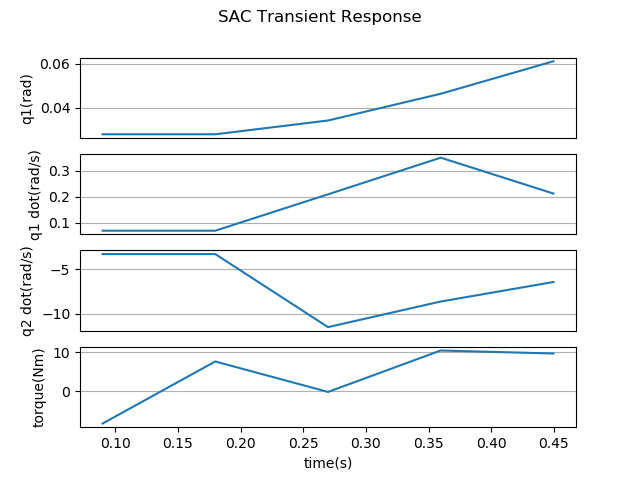 SAC Transient Response
q1(rad)
0.06
0.04
q1 dot(rad/s)
0.3
0.2
0.1
q2 dot(rad/s)
−5
−10
torque(Nm)
10
0
0.10 0.15 0.20 0.25 0.30 0.35 0.40 0.45
time(s)